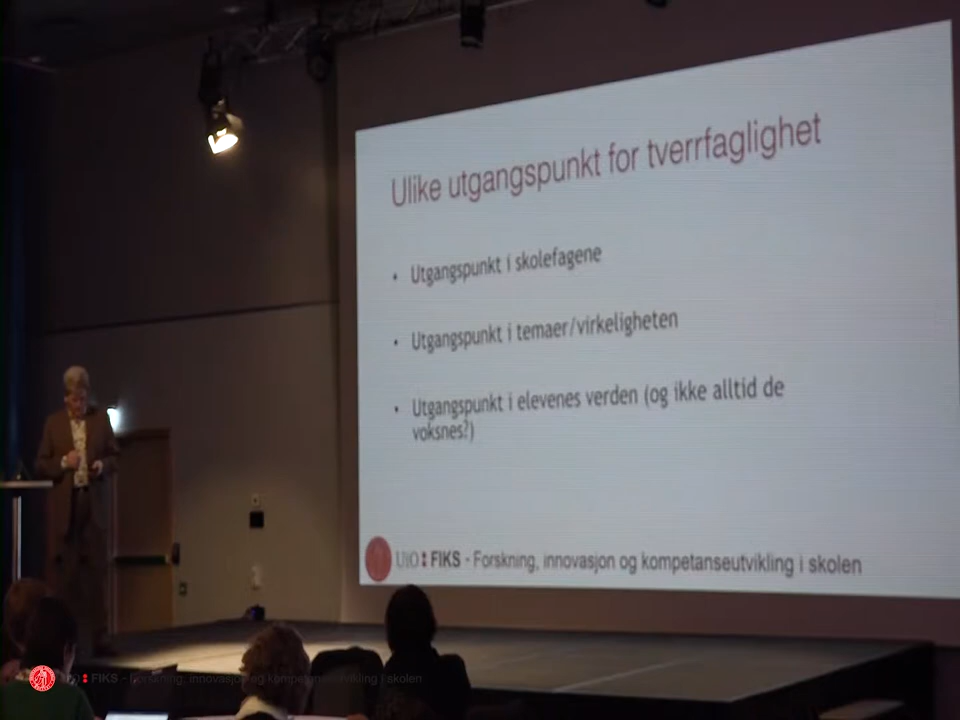 Ulike utgangspunkt for tverrfaglighet
• Utgangspunkt i skolefagene
• Utgangspunkt i temaer/virkeligheten
• Utgangspunkt i elevenes verden (og ikke alltid de
voksnes?)
UiO : FIKS - Forskning, innovasjon og kompetanseutvikling i skolen
: FIKS - Forskning, innovasjon og kompetanseutvikling i skolen